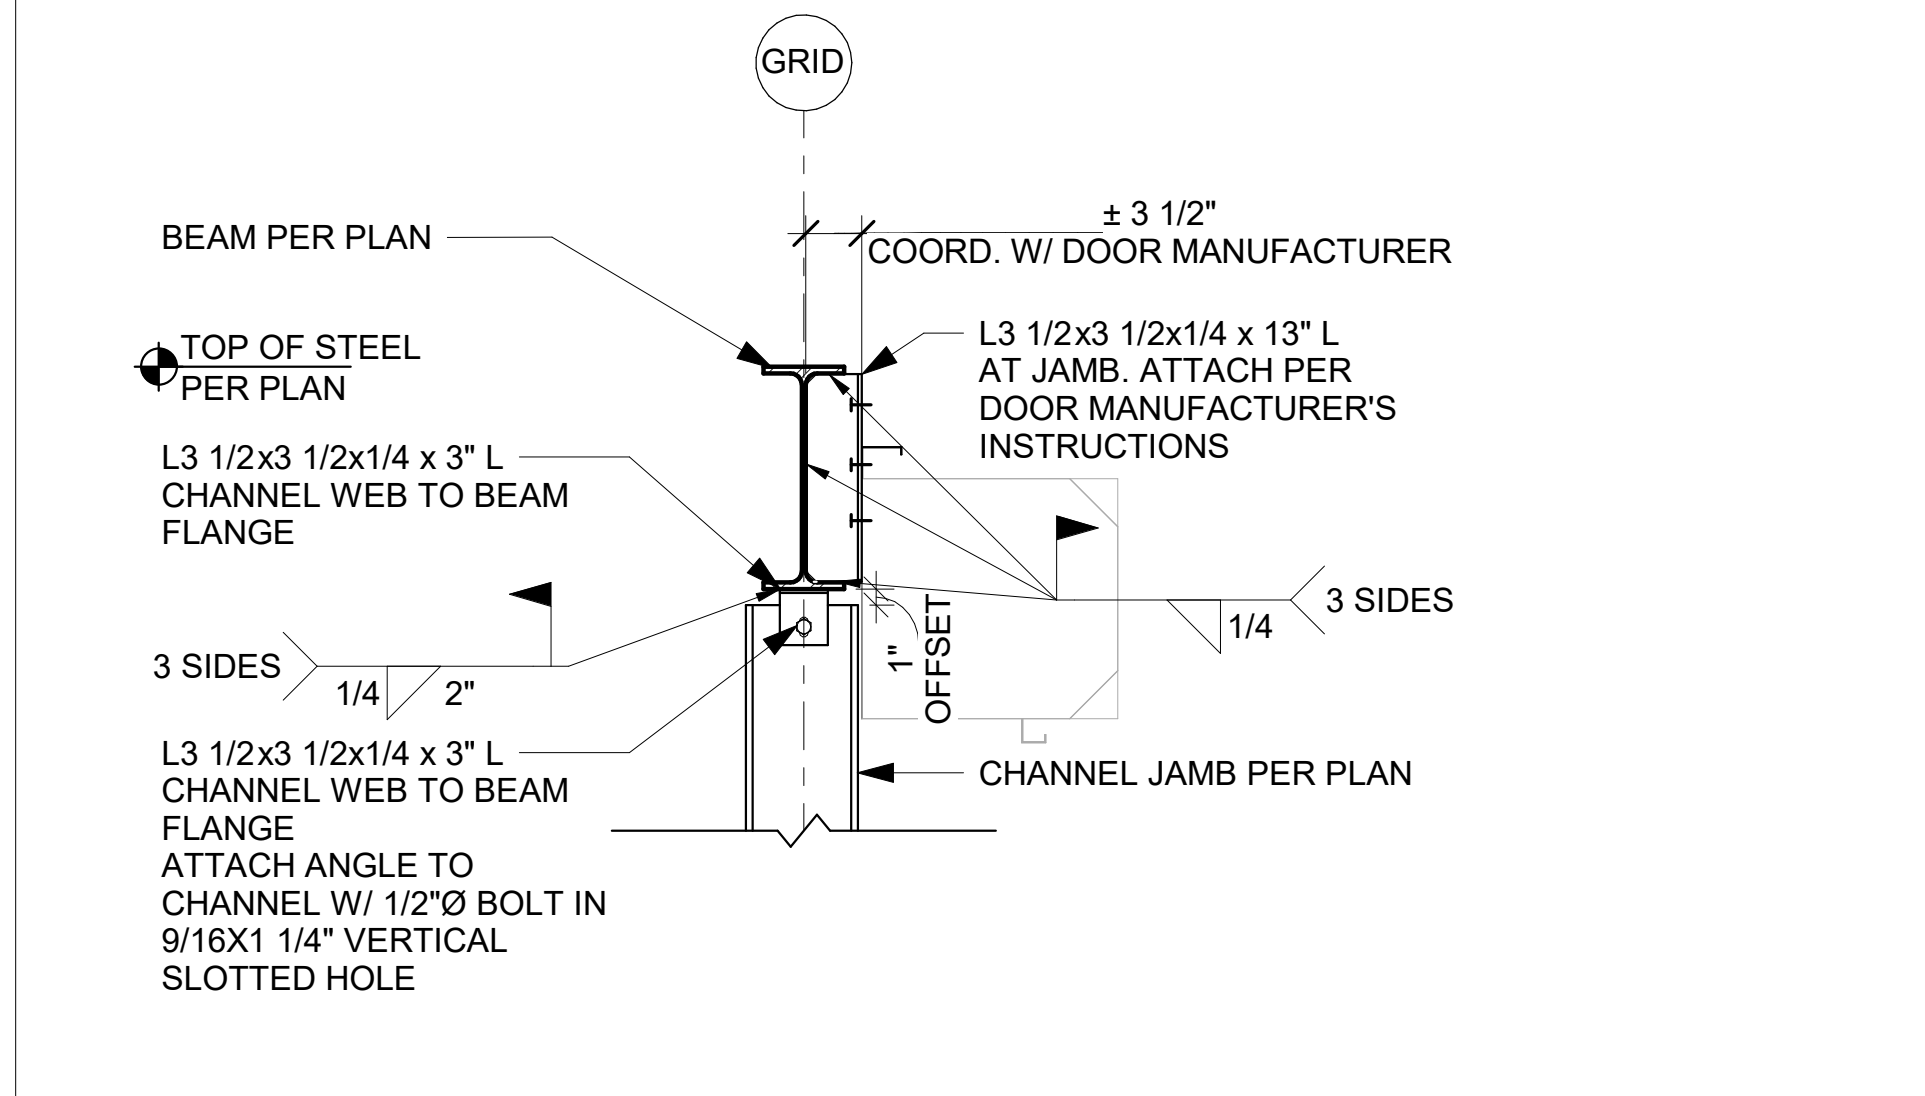 GRID
± 3 1/2"
COORD. W/ DOOR MANUFACTURER
BEAM PER PLAN
TOP OF STEEL
PER PLAN
L3 1/2x3 1/2x1/4 x 13" L
AT JAMB. ATTACH PER
DOOR MANUFACTURER'S
INSTRUCTIONS
L3 1/2x3 1/2x1/4 x 3" L
CHANNEL WEB TO BEAM
FLANGE
3 SIDES
1/4
2"
1"
OFFSET
3 SIDES
1/4
L3 1/2x3 1/2x1/4 x 3" L
CHANNEL WEB TO BEAM
FLANGE
ATTACH ANGLE TO
CHANNEL W/ 1/2"Ø BOLT IN
9/16X1 1/4" VERTICAL
SLOTTED HOLE
CHANNEL JAMB PER PLAN